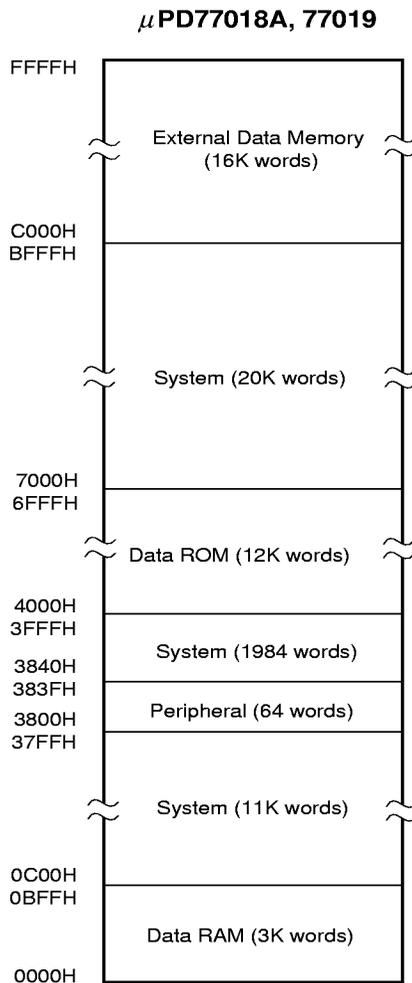 μPD77018A, 77019
FFFFH
External Data Memory
(16K words)
C000H
BFFFH
System (20K words)
7000H
6FFFH
Data ROM (12K words)
4000H
3FFFH
System (1984 words)
3840H
383FH
Peripheral (64 words)
3800H
37FFH
System (11K words)
0C00H
0BFFH
Data RAM (3K words)
0000H